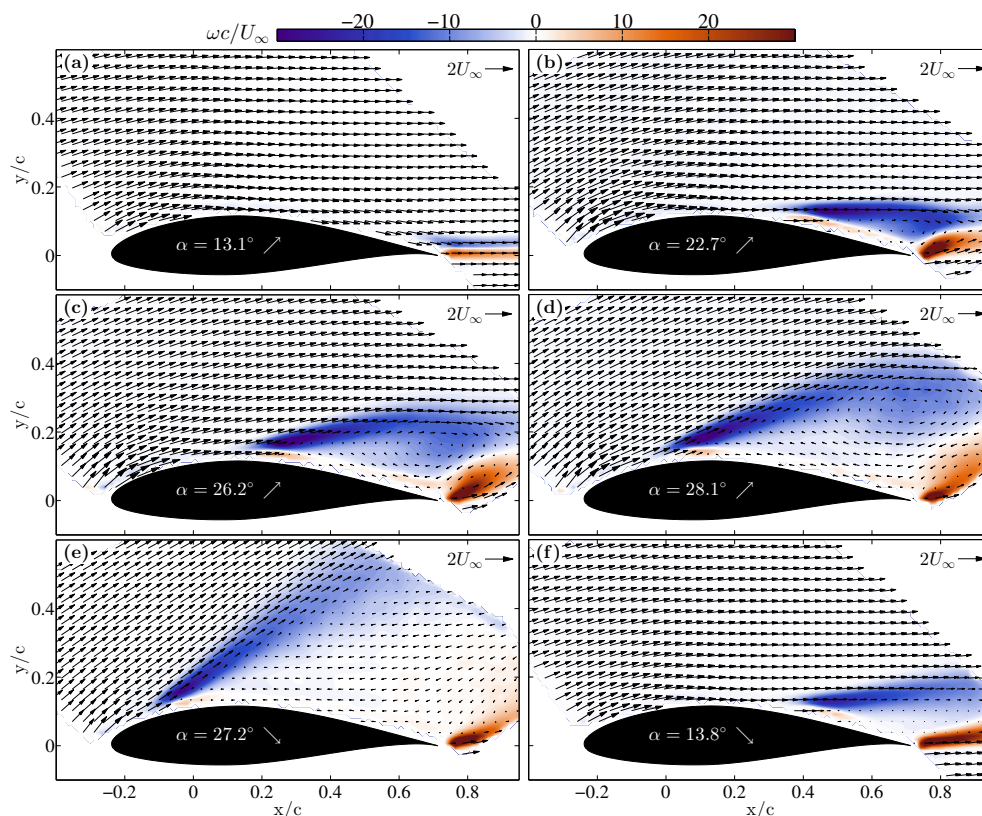 −20 −10 0 10 20
ωc/U∞
(a) 2U∞
(b) 2U∞
0.4
y/c
0.2
0
α = 13.1° ↗
α = 22.7° ↗
(c) 2U∞
(d) 2U∞
0.4
y/c
0.2
0
α = 26.2° ↗
α = 28.1° ↗
(e) 2U∞
(f) 2U∞
0.4
y/c
0.2
0
α = 27.2° ↘
α = 13.8° ↘
−0.2 0 0.2 0.4 0.6 0.8
−0.2 0 0.2 0.4 0.6 0.8
x/c
x/c